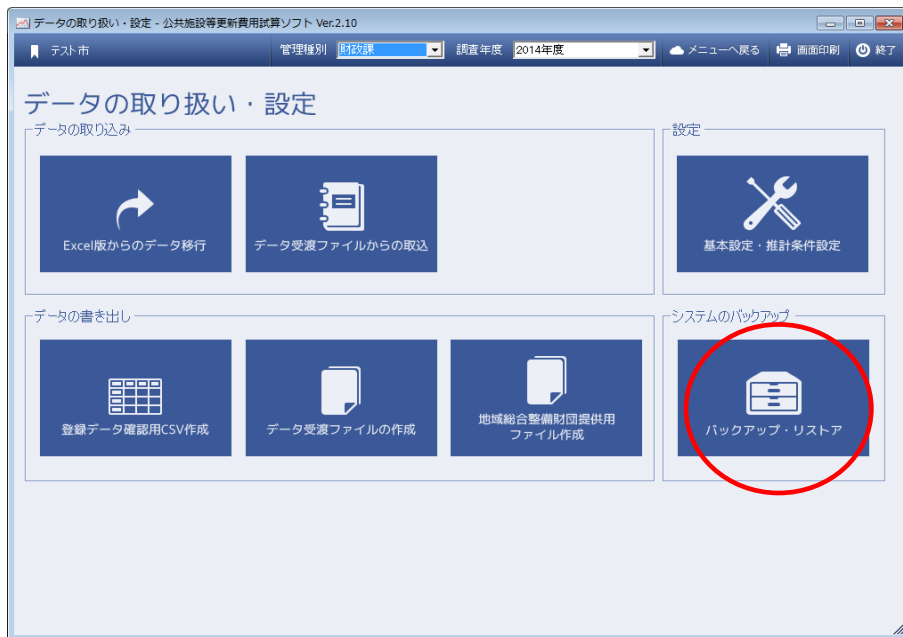 データの取り扱い・設定 - 公共施設等更新費用試算ソフト Ver.2.10
テスト市 管理種別 財政課 調査年度 2014年度 メニューへ戻る 画面印刷 終了
データの取り扱い・設定
データの取り込み
Excel版からのデータ移行
データ受渡ファイルからの取込
設定
基本設定・推計条件設定
データの書き出し
登録データ確認用CSV作成
データ受渡ファイルの作成
地域総合整備財団提供用
ファイル作成
システムのバックアップ
バックアップ・リストア